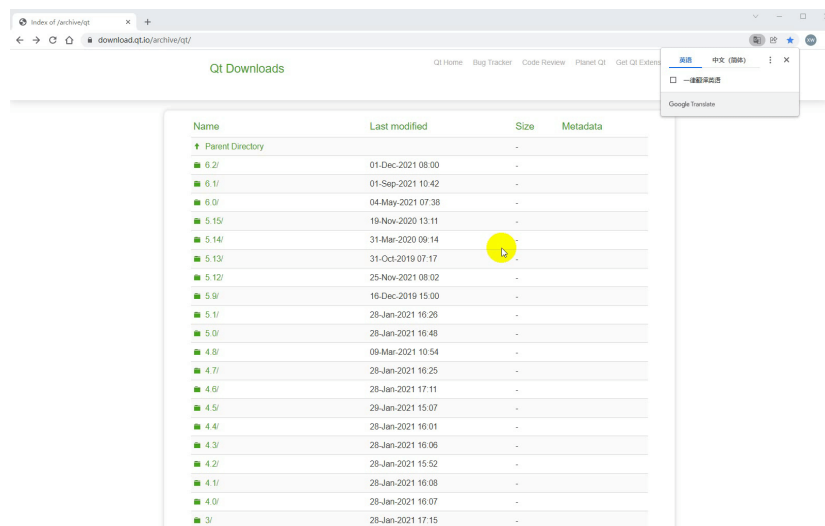 Index of /archive/qt
download.qt.io/archive/qt/
Qt Downloads
Qt Home Bug Tracker Code Review Planet Qt Get Qt Extens
英语 中文（简体）
一律翻译英语
Google Translate
Name Last modified Size Metadata
Parent Directory -
6.2/ 01-Dec-2021 08:00 -
6.1/ 01-Sep-2021 10:42 -
6.0/ 04-May-2021 07:38 -
5.15/ 19-Nov-2020 13:11 -
5.14/ 31-Mar-2020 09:14 -
5.13/ 31-Oct-2019 07:17 -
5.12/ 25-Nov-2021 08:02 -
5.9/ 16-Dec-2019 15:00 -
5.1/ 28-Jan-2021 16:26 -
5.0/ 28-Jan-2021 16:48 -
4.8/ 09-Mar-2021 10:54 -
4.7/ 28-Jan-2021 16:25 -
4.6/ 28-Jan-2021 17:11 -
4.5/ 29-Jan-2021 15:07 -
4.4/ 28-Jan-2021 16:01 -
4.3/ 28-Jan-2021 16:06 -
4.2/ 28-Jan-2021 15:52 -
4.1/ 28-Jan-2021 16:08 -
4.0/ 28-Jan-2021 16:07 -
3/ 28-Jan-2021 17:15 -